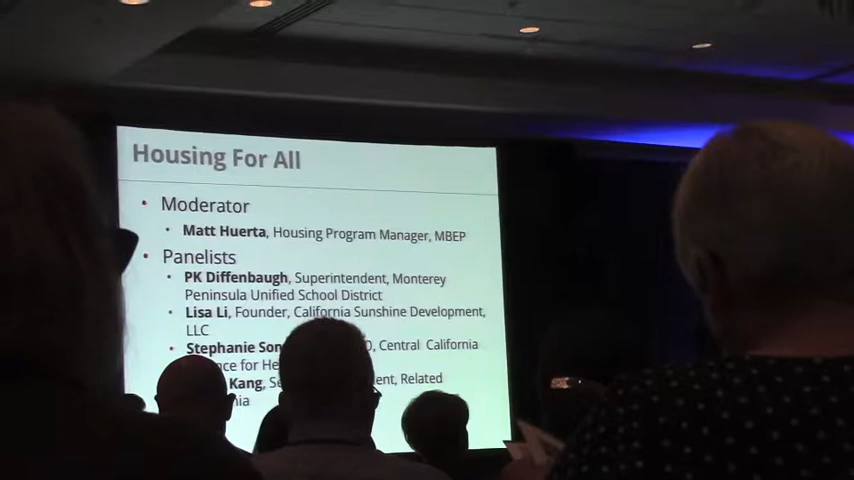 Housing For All
• Moderator
• Matt Huerta, Housing Program Manager, MBEP
• Panelists
• PK Diffenbaugh, Superintendent, Monterey
Peninsula Unified School District
• Lisa Li, Founder, California Sunshine Development,
LLC
• Stephanie Central California
for
Kang, Related